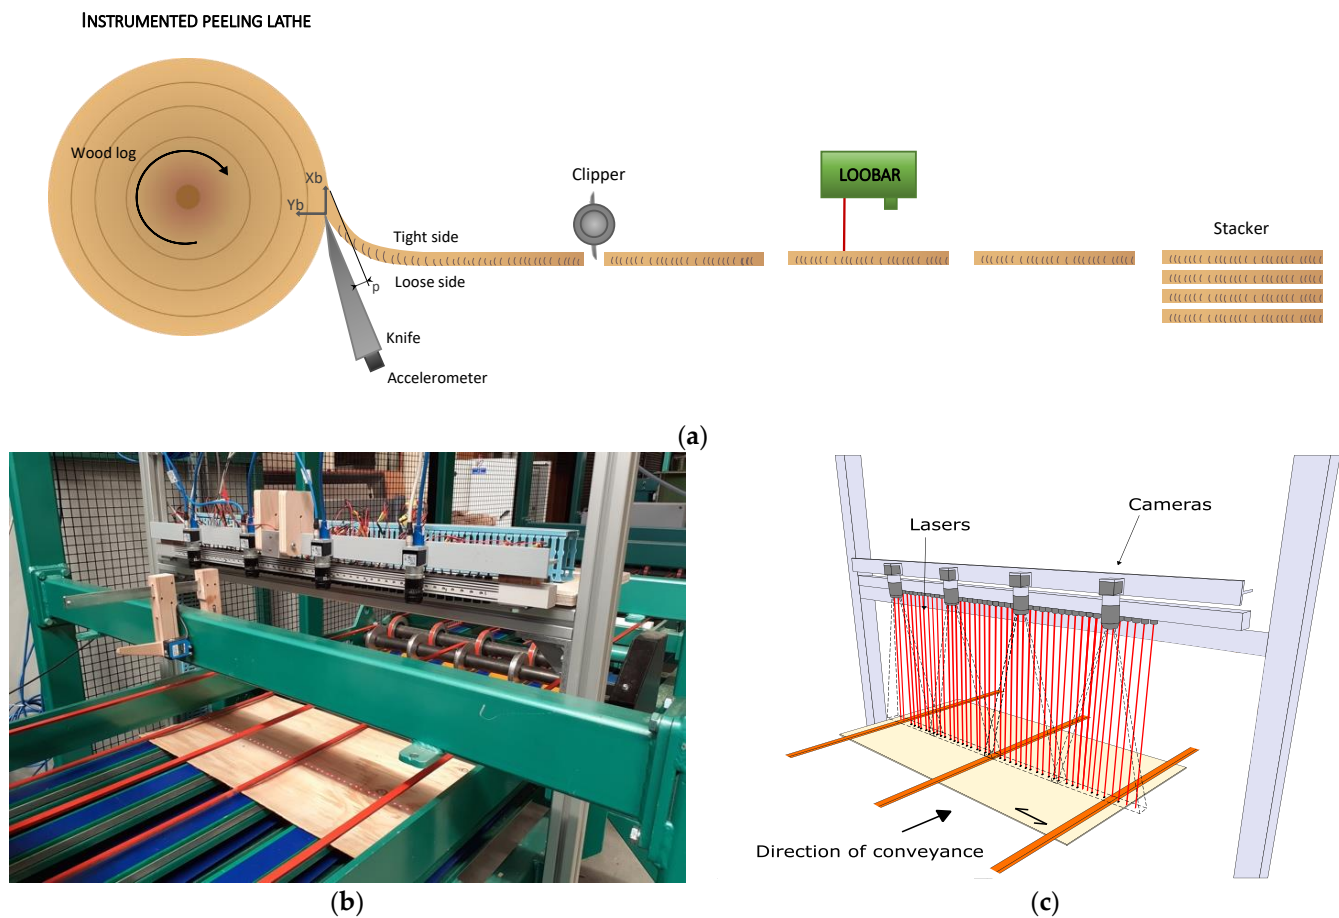 INSTRUMENTED PEELING LATHE
Wood log
Xb
Yb
Tight side
Loose side
p
Knife
Accelerometer
Clipper
LOOBAR
Stacker
(a)
(b)
Lasers
Cameras
Direction of conveyance
(c)